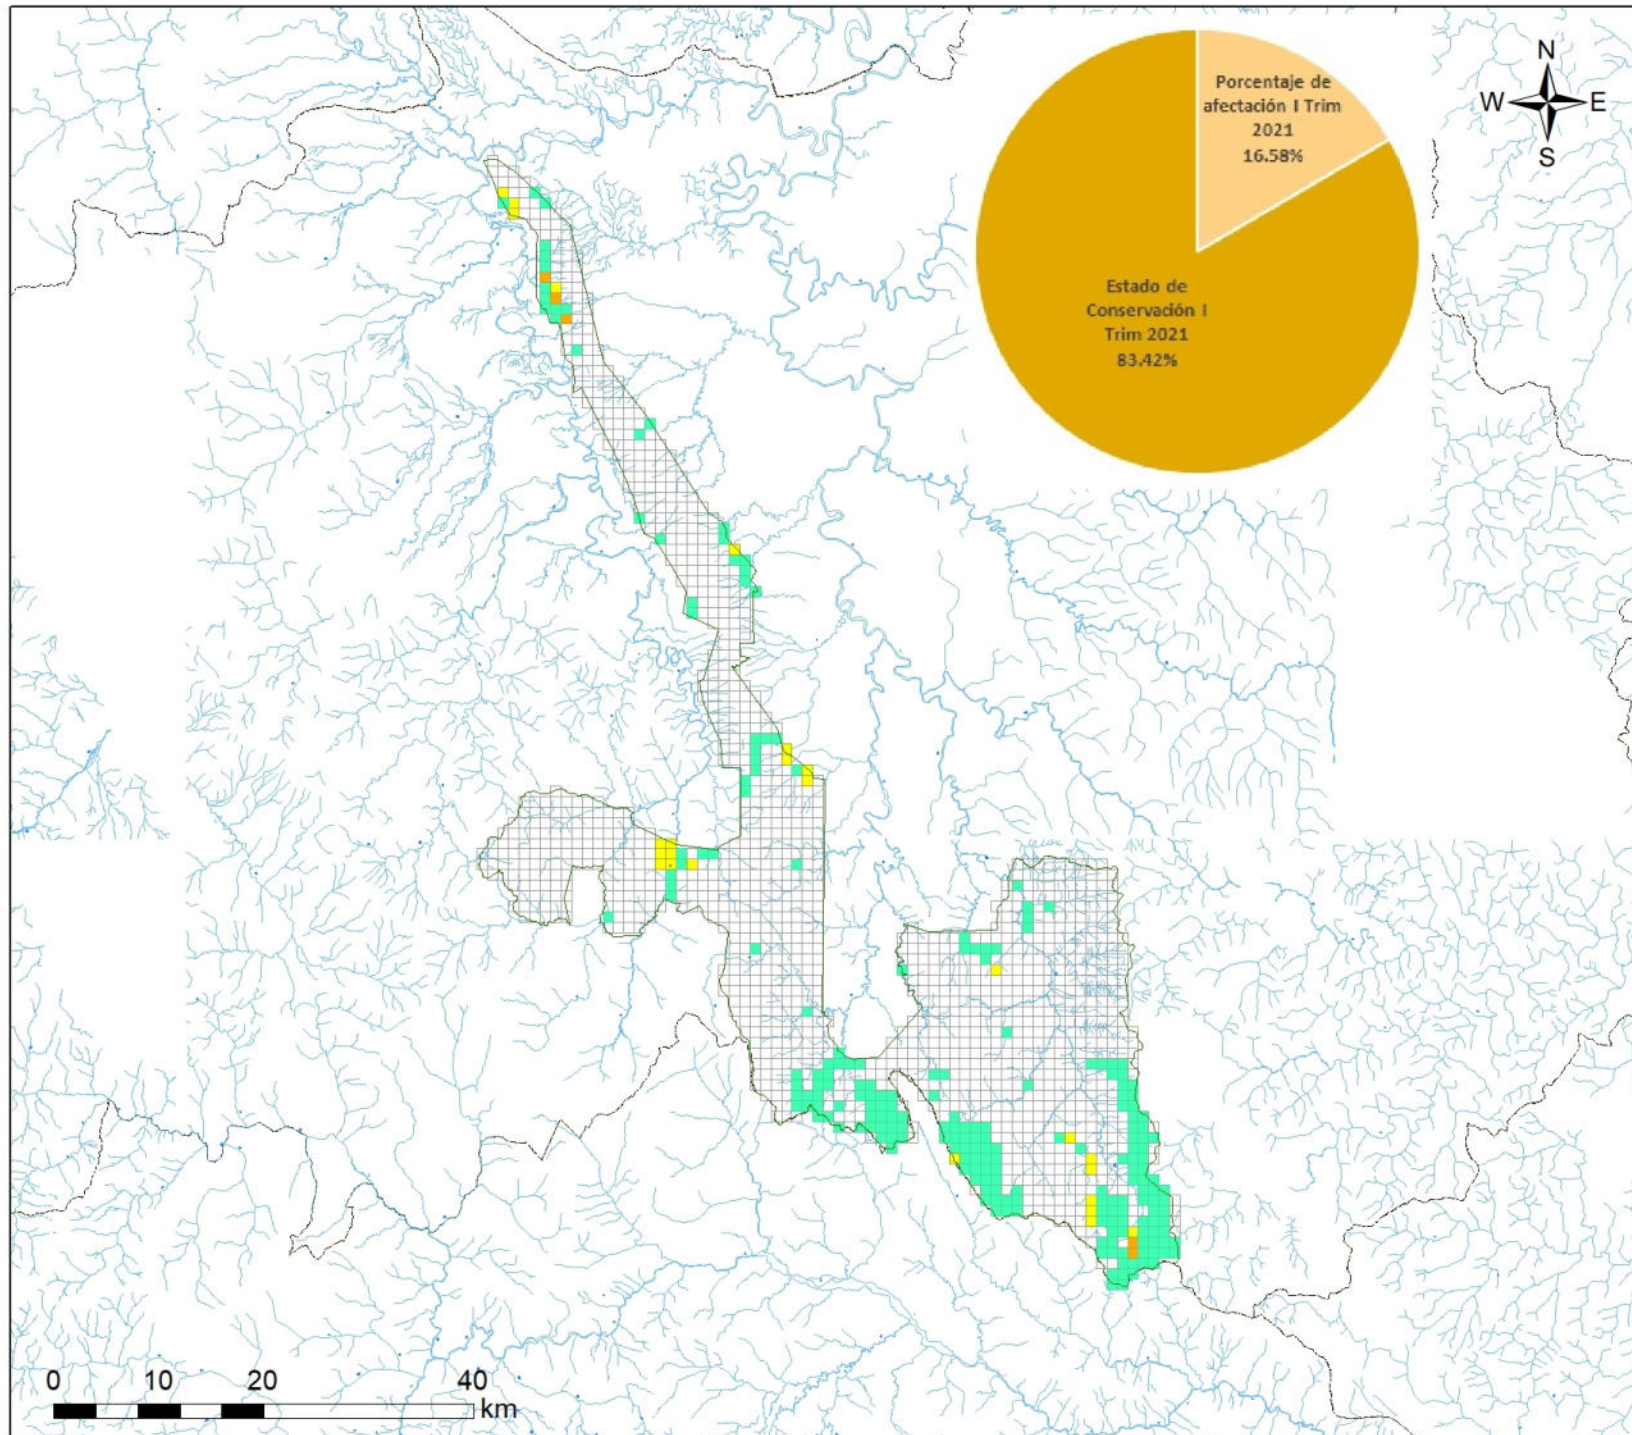 Porcentaje de
afectación I Trim
2021
16.58%
Estado de
Conservación I
Trim 2021
83.42%
N
W E
S
0 10 20 40
km